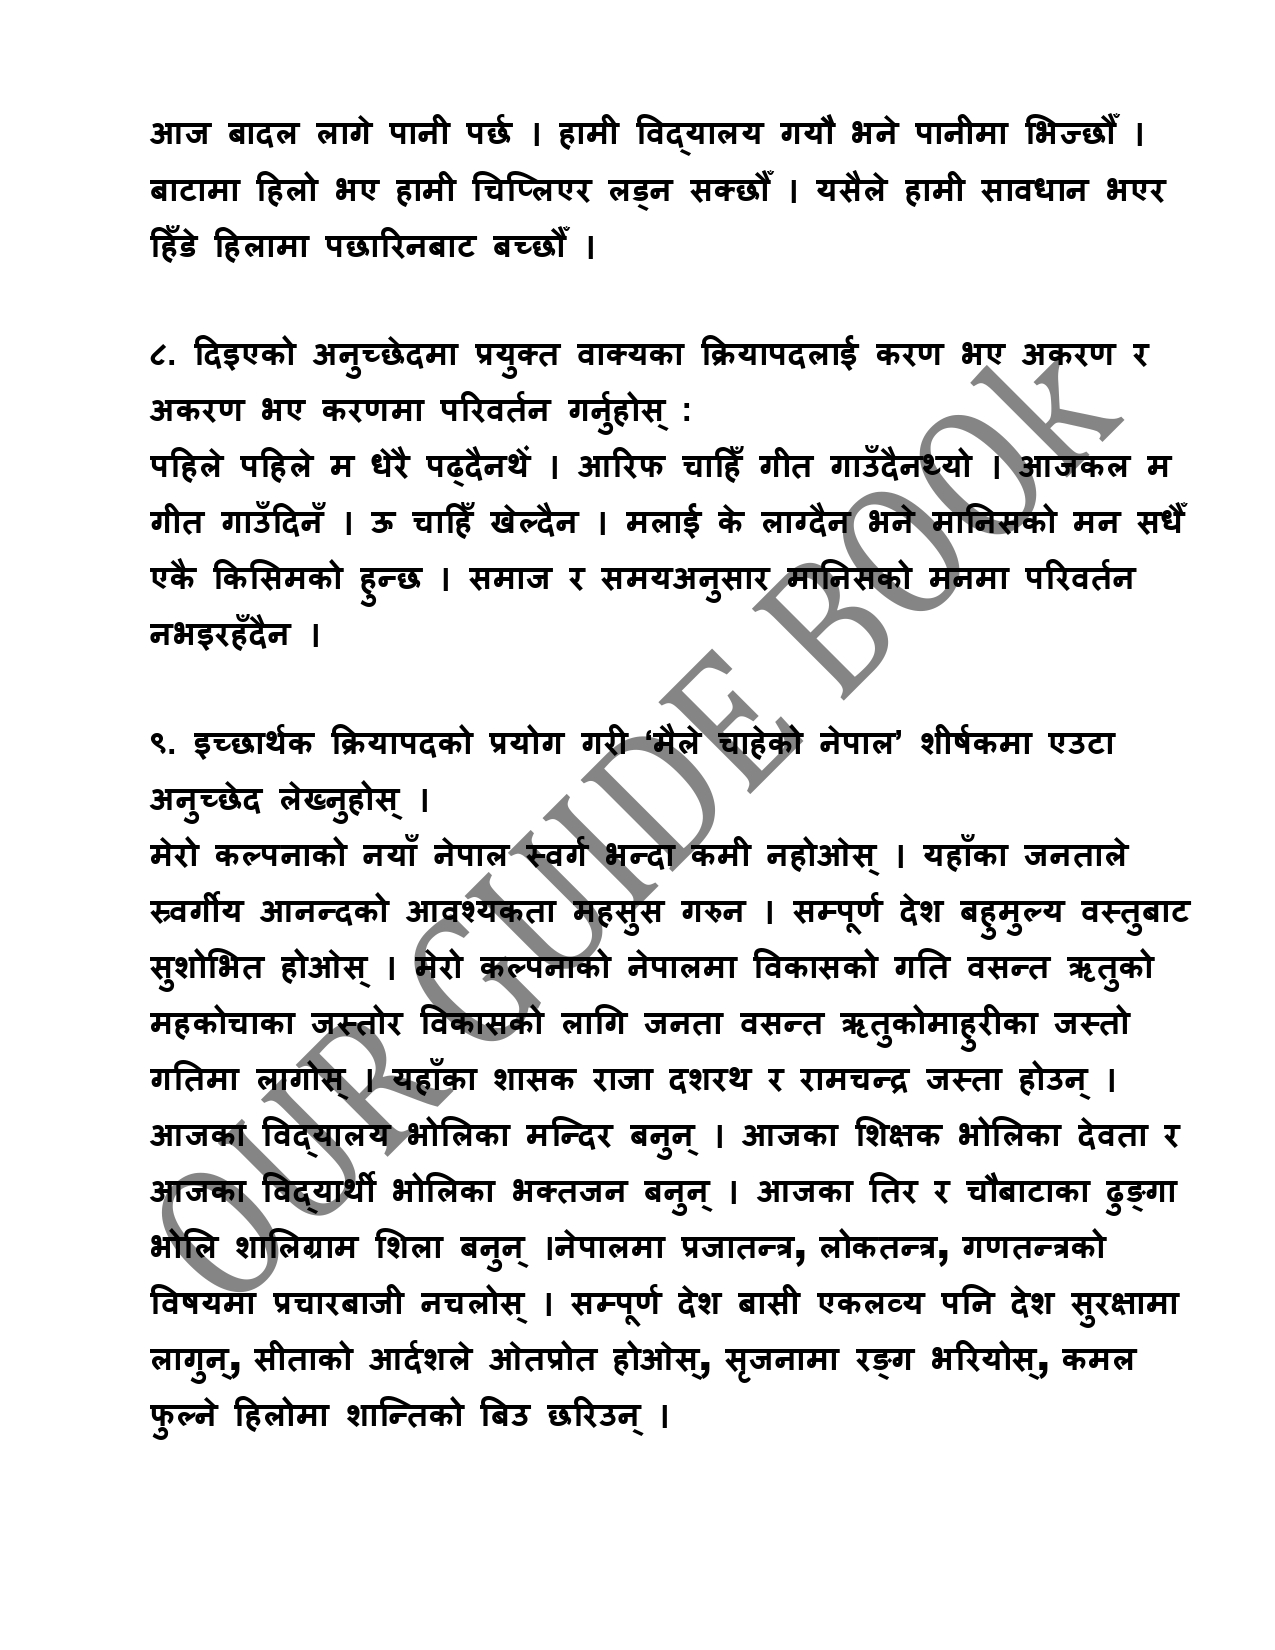 आज बादल लागे पानी पर्छ । हामी विद्‌यालय गयौ भने पानीमा भिज्छौँ ।
बाटामा हिलो भए हामी चिप्लिएर लड्न सक्छौँ । यसैले हामी सावधान भएर
हिँडे हिलामा पछारिनबाट बच्छौँ ।
८. दिइएको अनुच्छेदमा प्रयुक्त वाक्यका क्रियापदलाई करण भए अकरण र
अकरण भए करणमा परिवर्तन गर्नुहोस् :
पहिले पहिले म धेरै पढ्दैनथेँ । आरिफ चाहिँ गीत गाउँदैनथ्यो । आजकल म
गीत गाउँदिनँ । ऊ चाहिँ खेल्दैन । मलाई के लाग्दैन भने मानिसको मन सधैँ
एकै किसिमको हुन्छ । समाज र समयअनुसार मानिसको मनमा परिवर्तन
नभइरहँदैन ।
९. इच्छार्थक क्रियापदको प्रयोग गरी ‘मैले चाहेको नेपाल’ शीर्षकमा एउटा
अनुच्छेद लेख्नुहोस् ।
मेरो कल्पनाको नयाँ नेपाल स्वर्ग भन्दा कमी नहोओस् । यहाँका जनताले
स्र्वर्गीय आनन्दको आवश्यकता महसुस गरुन । सम्पूर्ण देश बहुमुल्य वस्तुबाट
सुशोभित होओस् । मेरो कल्पनाको नेपालमा विकासको गति वसन्त ऋतुको
महकोचाका जस्तोर विकासको लागि जनता वसन्त ऋतुकोमाहुरीका जस्तो
गतिमा लागोस् । यहाँका शासक राजा दशरथ र रामचन्द्र जस्ता होउन् ।
आजका विद्‌यालय भोलिका मन्दिर बनुन् । आजका शिक्षक भोलिका देवता र
आजका विद्‌यार्थी भोलिका भक्तजन बनुन् । आजका तिर र चौबाटाका ढुङ्गा
भोलि शालिग्राम शिला बनुन् ।नेपालमा प्रजातन्त्र, लोकतन्त्र, गणतन्त्रको
विषयमा प्रचारबाजी नचलोस् । सम्पूर्ण देश बासी एकलव्य पनि देश सुरक्षामा
लागुन्, सीताको आर्दशले ओतप्रोत होओस्, सृजनामा रङ्ग भरियोस्, कमल
फुल्ने हिलोमा शान्तिको बिउ छरिउन् ।
OUR GUIDE BOOK